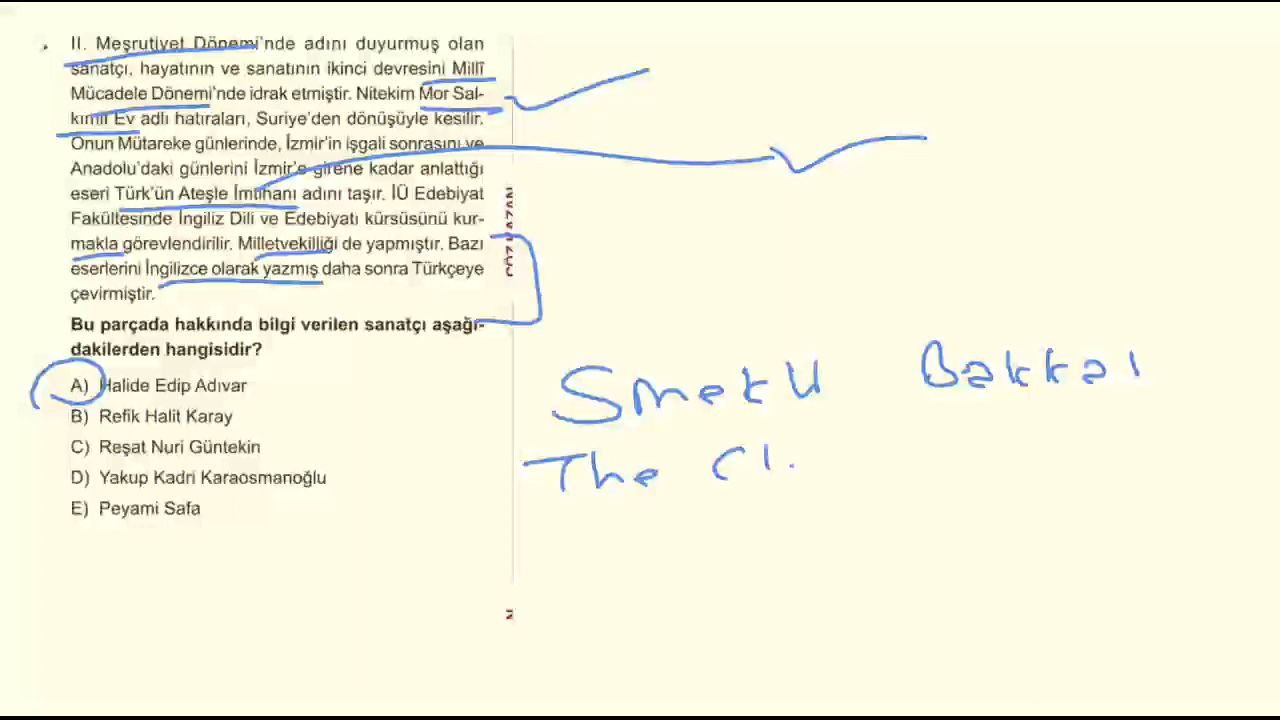 II. Meşrutiyet Dönemi'nde adını duyurmuş olan
sanatçı, hayatının ve sanatının ikinci devresini Millî
Mücadele Dönemi'nde idrak etmiştir. Nitekim Mor Sal-
kımlı Ev adlı hatıraları, Suriye'den dönüşüyle kesilir.
Onun Mütareke günlerinde, İzmir'in işgali sonrasını ve
Anadolu'daki günlerini İzmir'e girene kadar anlattığı
eseri Türk'ün Ateşle İmtihanı adını taşır. İÜ Edebiyat
Fakültesinde İngiliz Dili ve Edebiyatı kürsüsünü kur-
makla görevlendirilir. Milletvekilliği de yapmıştır. Bazı
eserlerini İngilizce olarak yazmış daha sonra Türkçeye
çevirmiştir.
Bu parçada hakkında bilgi verilen sanatçı aşağı-
dakilerden hangisidir?
A) Halide Edip Adıvar
B) Refik Halit Karay
C) Reşat Nuri Güntekin
D) Yakup Kadri Karaosmanoğlu
E) Peyami Safa
Bakkal
The Cl.